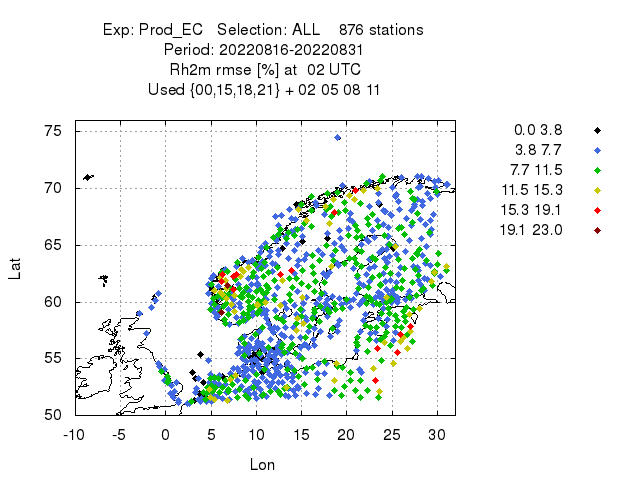 Exp: Prod_EC Selection: ALL 876 stations
Period: 20220816-20220831
Rh2m rmse [%] at 02 UTC
Used {00,15,18,21} + 02 05 08 11
0.0 3.8
3.8 7.7
7.7 11.5
11.5 15.3
15.3 19.1
19.1 23.0
75
70
65
60
55
50
Lat
-10 -5 0 5 10 15 20 25 30
Lon